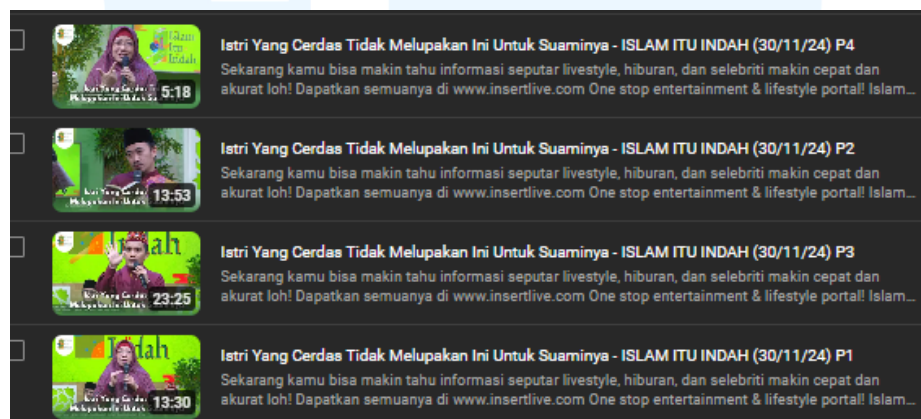 Islam
Itu
Indah
5:18
Istri Yang Cerdas Tidak Melupakan Ini Untuk Suaminya - ISLAM ITU INDAH (30/11/24) P4
Sekarang kamu bisa makin tahu informasi seputar livestyle, hiburan, dan selebriti makin cepat dan
akurat loh! Dapatkan semuanya di www.insertlive.com One stop entertainment & lifestyle portal! Islam...
13:53
Istri Yang Cerdas Tidak Melupakan Ini Untuk Suaminya - ISLAM ITU INDAH (30/11/24) P2
Sekarang kamu bisa makin tahu informasi seputar livestyle, hiburan, dan selebriti makin cepat dan
akurat loh! Dapatkan semuanya di www.insertlive.com One stop entertainment & lifestyle portal! Islam...
23:25
Istri Yang Cerdas Tidak Melupakan Ini Untuk Suaminya - ISLAM ITU INDAH (30/11/24) P3
Sekarang kamu bisa makin tahu informasi seputar livestyle, hiburan, dan selebriti makin cepat dan
akurat loh! Dapatkan semuanya di www.insertlive.com One stop entertainment & lifestyle portal! Islam...
13:30
Istri Yang Cerdas Tidak Melupakan Ini Untuk Suaminya - ISLAM ITU INDAH (30/11/24) P1
Sekarang kamu bisa makin tahu informasi seputar livestyle, hiburan, dan selebriti makin cepat dan
akurat loh! Dapatkan semuanya di www.insertlive.com One stop entertainment & lifestyle portal! Islam...